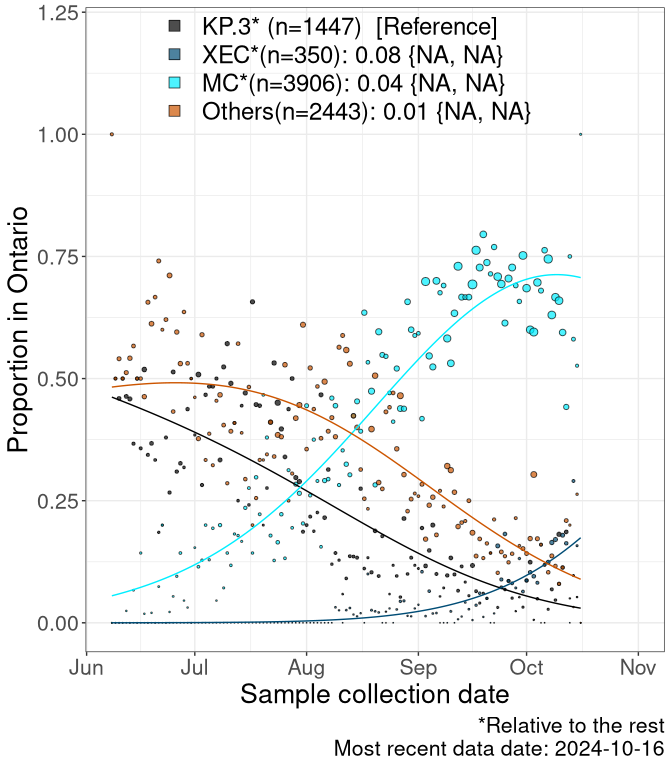 KP.3* (n=1447)  [Reference]
XEC*(n=350): 0.08 {NA, NA}
MC*(n=3906): 0.04 {NA, NA}
Others(n=2443): 0.01 {NA, NA}
Proportion in Ontario
1.25
1.00
0.75
0.50
0.25
0.00
Jun Jul Aug Sep Oct Nov
Sample collection date
*Relative to the rest
Most recent data date: 2024-10-16